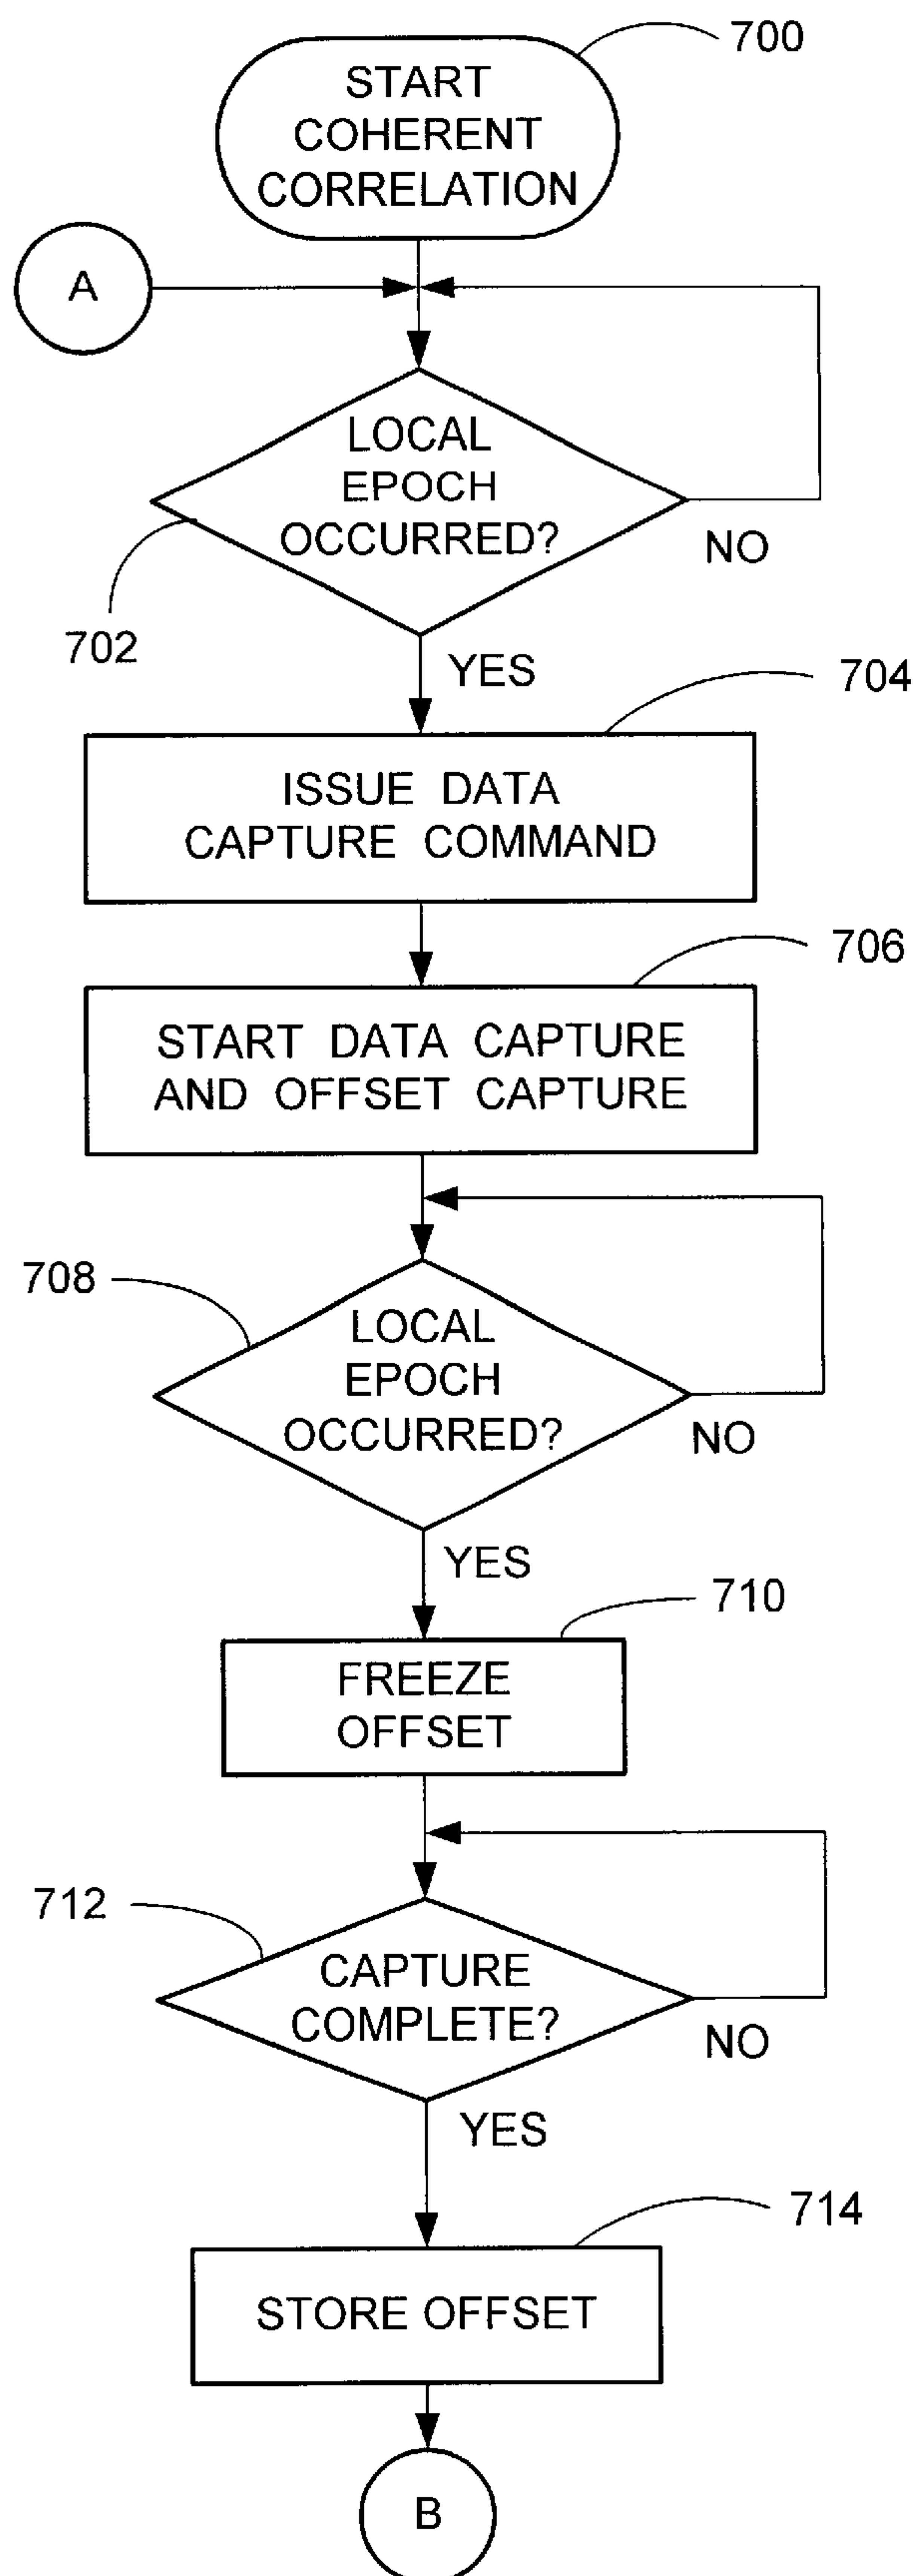 700
START
COHERENT
CORRELATION
A
LOCAL
EPOCH
OCCURRED?
NO
702
YES
704
ISSUE DATA
CAPTURE COMMAND
706
START DATA CAPTURE
AND OFFSET CAPTURE
708
LOCAL
EPOCH
OCCURRED?
NO
YES
710
FREEZE
OFFSET
712
CAPTURE
COMPLETE?
NO
YES
714
STORE OFFSET
B